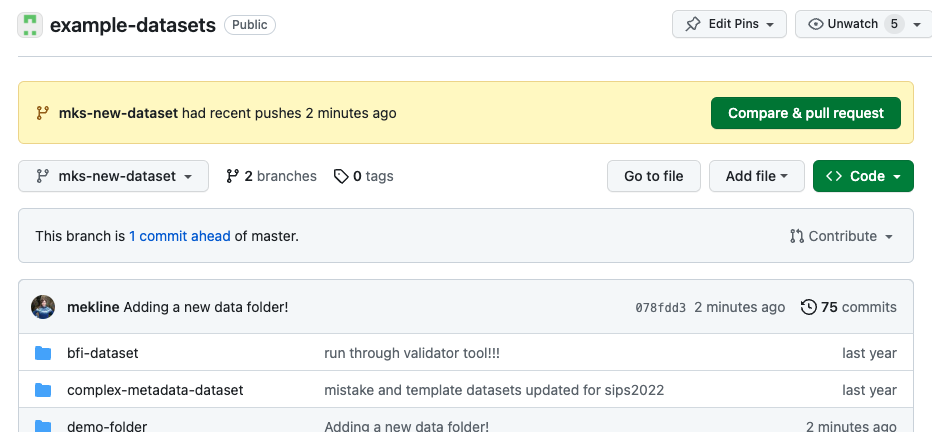 example-datasets Public Edit Pins Unwatch 5
mks-new-dataset had recent pushes 2 minutes ago Compare & pull request
mks-new-dataset 2 branches 0 tags Go to file Add file <> Code
This branch is 1 commit ahead of master. Contribute
mekline Adding a new data folder! 078fdd3 2 minutes ago 75 commits
bfi-dataset run through validator tool!!! last year
complex-metadata-dataset mistake and template datasets updated for sips2022 last year
demo-folder Adding a new data folder! 2 minutes ago